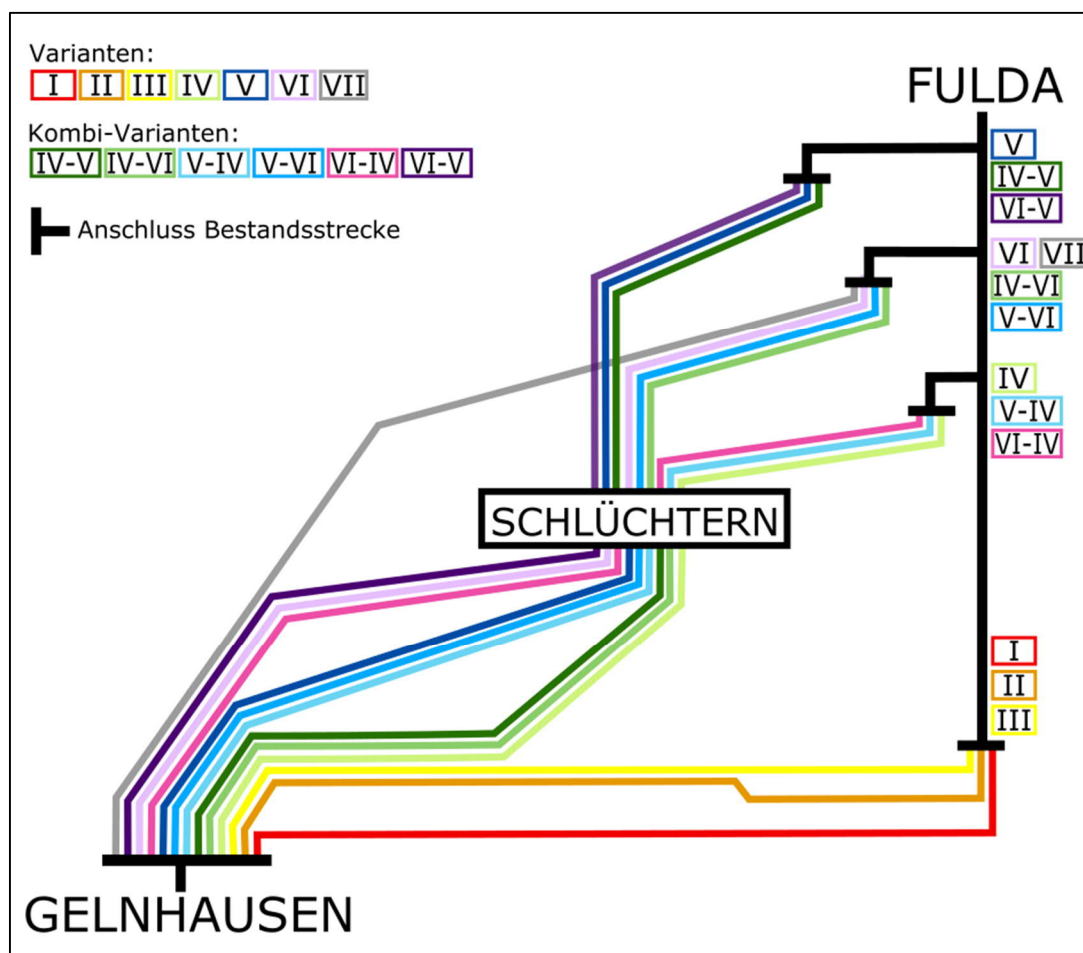 Varianten:
I II III IV V VI VII
Kombi-Varianten:
IV-V IV-VI V-IV V-VI VI-IV VI-V
Anschluss Bestandsstrecke
FULDA
V
IV-V
VI-V
VI VII
IV-VI
V-VI
IV
V-IV
VI-IV
SCHLÜCHTERN
I
II
III
GELNHAUSEN